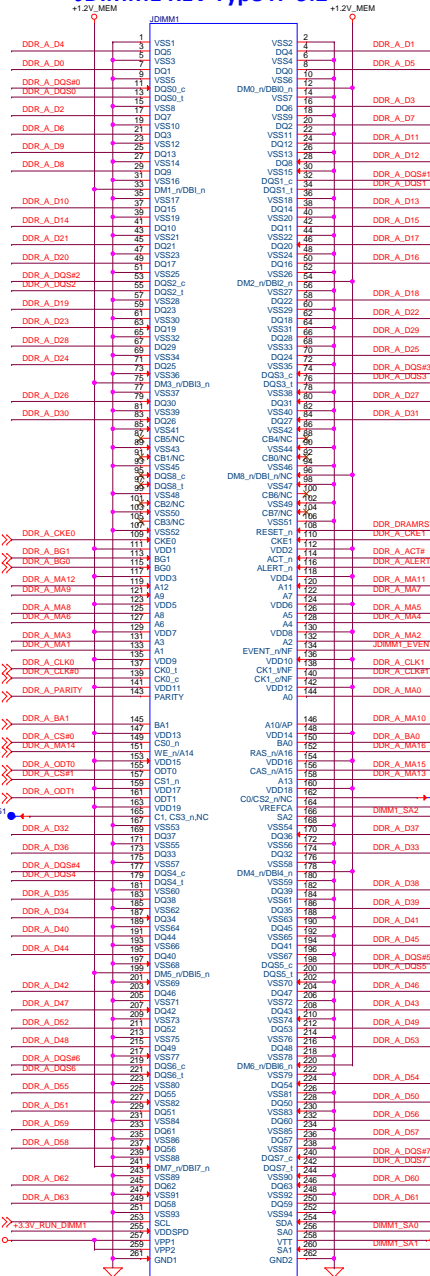 +1.2V_MEM +1.2V_MEM
JDIMM1
1 VSS1 VSS2 2
DDR_A_D4 3 DQ5 DQ4 4 DDR_A_D1
5 VSS3 VSS4 6
DDR_A_D0 7 DQ1 DQ0 8 DDR_A_D5
9 VSS5 VSS6 10
DDR_A_DQS#0 11 DQS0_c DM0_n/DBI0_n 12
DDR_A_DQS0 13 DQS0_t VSS7 14
15 VSS8 DQ6 16 DDR_A_D3
DDR_A_D2 17 DQ7 VSS9 18
19 VSS10 DQ2 20 DDR_A_D7
DDR_A_D6 21 DQ3 VSS11 22
23 VSS12 DQ12 24 DDR_A_D11
DDR_A_D9 25 DQ13 VSS13 26
27 VSS14 DQ8 28 DDR_A_D12
DDR_A_D8 29 DQ9 VSS15 30
31 VSS16 DQS1_c 32 DDR_A_DQS#1
33 DM1_n/DBI_n DQS1_t 34 DDR_A_DQS1
35 VSS17 VSS18 36
DDR_A_D10 37 DQ15 DQ14 38 DDR_A_D13
39 VSS19 VSS20 40
DDR_A_D14 41 DQ10 DQ11 42 DDR_A_D15
43 VSS21 VSS22 44
DDR_A_D21 45 DQ21 DQ20 46 DDR_A_D17
47 VSS23 VSS24 48
DDR_A_D20 49 DQ17 DQ16 50 DDR_A_D16
51 VSS25 VSS26 52
DDR_A_DQS#2 53 DQS2_c DM2_n/DBI2_n 54
DDR_A_DQS2 55 DQS2_t VSS27 56
57 VSS28 DQ22 58 DDR_A_D18
DDR_A_D19 59 DQ23 VSS29 60
61 VSS30 DQ18 62 DDR_A_D22
DDR_A_D23 63 DQ19 VSS31 64
65 VSS32 DQ28 66 DDR_A_D29
DDR_A_D28 67 DQ29 VSS33 68
69 VSS34 DQ24 70 DDR_A_D25
DDR_A_D24 71 DQ25 VSS35 72
73 VSS36 DQS3_c 74 DDR_A_DQS#3
75 DM3_n/DBI3_n DQS3_t 76 DDR_A_DQS3
77 VSS37 VSS38 78
DDR_A_D26 79 DQ30 DQ31 80 DDR_A_D27
81 VSS39 VSS40 82
DDR_A_D30 83 DQ26 DQ27 84 DDR_A_D31
85 VSS41 VSS42 86
87 CB5/NC CB4/NC 88
89 VSS43 VSS44 90
91 CB1/NC CB0/NC 92
93 VSS45 VSS46 94
95 DQS8_c DM8_n/DBI_n/NC 96
97 DQS8_t VSS47 98
99 VSS48 CB6/NC 100
101 CB2/NC VSS49 102
103 VSS50 CB7/NC 104
105 CB3/NC VSS51 106
107 VSS52 RESET_n 108 DDR_DRAMRS
DDR_A_CKE0 109 CKE0 CKE1 110 DDR_A_CKE1
111 VDD1 VDD2 112
DDR_A_BG1 113 BG1 ACT_n 114 DDR_A_ACT#
DDR_A_BG0 115 BG0 ALERT_n 116 DDR_A_ALERT
117 VDD3 VDD4 118
DDR_A_MA12 119 A12 A11 120 DDR_A_MA11
DDR_A_MA9 121 A9 A7 122 DDR_A_MA7
123 VDD5 VDD6 124
DDR_A_MA8 125 A8 A5 126 DDR_A_MA5
DDR_A_MA6 127 A6 A4 128 DDR_A_MA4
129 VDD7 VDD8 130
DDR_A_MA3 131 A3 A2 132 DDR_A_MA2
DDR_A_MA1 133 A1 EVENT_n/NF 134 JDIMM1_EVEN
135 VDD9 VDD10 136
DDR_A_CLK0 137 CK0_t CK1_t/NF 138 DDR_A_CLK1
DDR_A_CLK#0 139 CK0_c CK1_c/NF 140 DDR_A_CLK#1
141 VDD11 VDD12 142
DDR_A_PARITY 143 PARITY A0 144 DDR_A_MA0
DDR_A_BA1 145 BA1 A10/AP 146 DDR_A_MA10
147 VDD13 VDD14 148
DDR_A_CS#0 149 CS0_n BA0 150 DDR_A_BA0
DDR_A_MA14 151 WE_n/A14 RAS_n/A16 152 DDR_A_MA16
153 VDD15 VDD16 154
DDR_A_ODT0 155 ODT0 CAS_n/A15 156 DDR_A_MA15
DDR_A_CS#1 157 CS1_n A13 158 DDR_A_MA13
159 VDD17 VDD18 160
DDR_A_ODT1 161 ODT1 C0/CS2_n/NC 162
163 VDD19 VREFCA 164
165 C1, CS3_n,NC SA2 166 DIMM1_SA2
167 VSS53 VSS54 168
DDR_A_D32 169 DQ37 DQ36 170 DDR_A_D37
171 VSS55 VSS56 172
DDR_A_D36 173 DQ33 DQ32 174 DDR_A_D33
175 VSS57 VSS58 176
DDR_A_DQS#4 177 DQS4_c DM4_n/DBI4_n 178
DDR_A_DQS4 179 DQS4_t VSS59 180
181 VSS60 DQ39 182 DDR_A_D38
DDR_A_D35 183 DQ38 VSS61 184
185 VSS62 DQ35 186 DDR_A_D39
DDR_A_D34 187 DQ34 VSS63 188
189 VSS64 DQ45 190 DDR_A_D41
DDR_A_D40 191 DQ44 VSS65 192
193 VSS66 DQ41 194 DDR_A_D45
DDR_A_D44 195 DQ40 VSS67 196
197 VSS68 DQS5_c 198 DDR_A_DQS#5
199 DM5_n/DBI5_n DQS5_t 200 DDR_A_DQS5
201 VSS69 VSS70 202
DDR_A_D42 203 DQ46 DQ47 204 DDR_A_D46
205 VSS71 VSS72 206
DDR_A_D47 207 DQ42 DQ43 208 DDR_A_D43
209 VSS73 VSS74 210
DDR_A_D52 211 DQ52 DQ53 212 DDR_A_D49
213 VSS75 VSS76 214
DDR_A_D48 215 DQ49 DQ48 216 DDR_A_D53
217 VSS77 VSS78 218
DDR_A_DQS#6 219 DQS6_c DM6_n/DBI6_n 220
DDR_A_DQS6 221 DQS6_t VSS79 222
223 VSS80 DQ54 224 DDR_A_D54
DDR_A_D55 225 DQ55 VSS81 226
227 VSS82 DQ50 228 DDR_A_D50
DDR_A_D51 229 DQ51 VSS83 230
231 VSS84 DQ60 232 DDR_A_D56
DDR_A_D59 233 DQ61 VSS85 234
235 VSS86 DQ57 236 DDR_A_D57
DDR_A_D58 237 DQ56 VSS87 238
239 VSS88 DQS7_c 240 DDR_A_DQS#7
241 DM7_n/DBI7_n DQS7_t 242 DDR_A_DQS7
243 VSS89 VSS90 244
DDR_A_D62 245 DQ62 DQ63 246 DDR_A_D60
247 VSS91 VSS92 248
DDR_A_D63 249 DQ58 DQ59 250 DDR_A_D61
251 VSS93 VSS94 252
253 SCL SDA 254
+3.3V_RUN_DIMM1 255 VDDSPD SA0 256 DIMM1_SA0
257 VPP1 VTT 258
259 VPP2 SA1 260 DIMM1_SA1
261 GND1 GND2 262